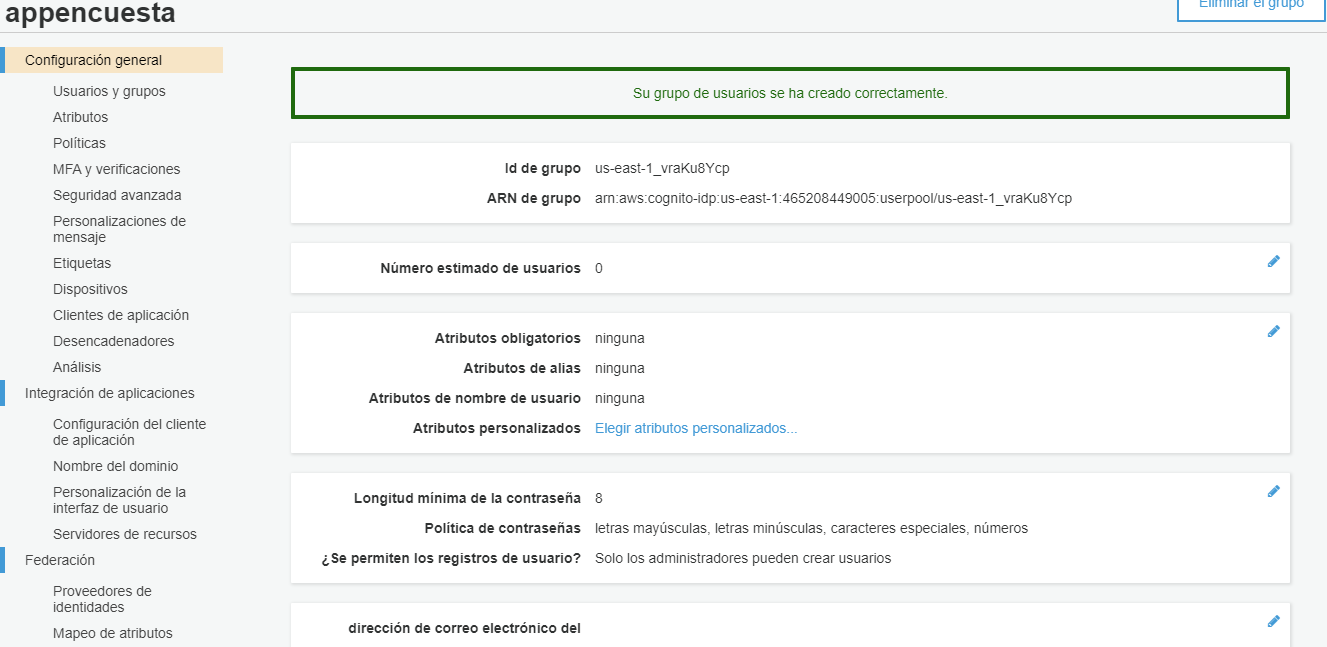 appencuesta
Eliminar el grupo
Configuración general
Usuarios y grupos
Atributos
Políticas
MFA y verificaciones
Seguridad avanzada
Personalizaciones de
mensaje
Etiquetas
Dispositivos
Clientes de aplicación
Desencadenadores
Análisis
Integración de aplicaciones
Configuración del cliente
de aplicación
Nombre del dominio
Personalización de la
interfaz de usuario
Servidores de recursos
Federación
Proveedores de
identidades
Mapeo de atributos
Su grupo de usuarios se ha creado correctamente.
Id de grupo us-east-1_vraKu8Ycp
ARN de grupo arn:aws:cognito-idp:us-east-1:465208449005:userpool/us-east-1_vraKu8Ycp
Número estimado de usuarios 0
Atributos obligatorios ninguna
Atributos de alias ninguna
Atributos de nombre de usuario ninguna
Atributos personalizados Elegir atributos personalizados...
Longitud mínima de la contraseña 8
Política de contraseñas letras mayúsculas, letras minúsculas, caracteres especiales, números
¿Se permiten los registros de usuario? Solo los administradores pueden crear usuarios
dirección de correo electrónico del